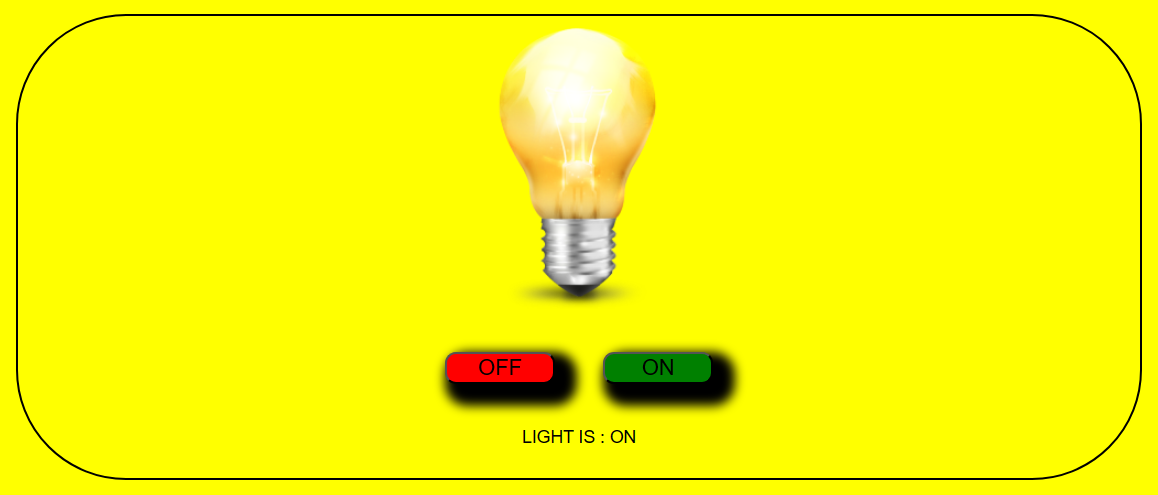 OFF ON
LIGHT IS : ON